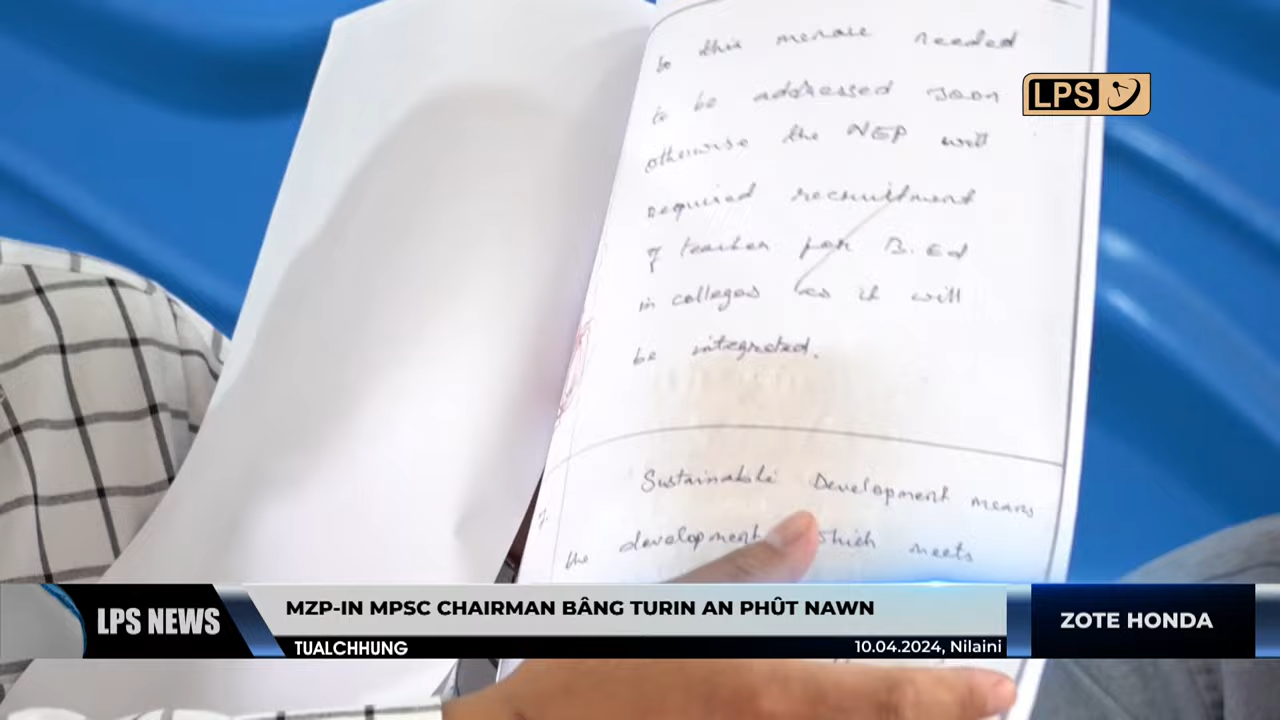 to this menace needed
to be addressed soon
otherwise the NEP will
required recruitment
of teacher for B.Ed
in colleges as it will
be integrated.
7. Sustainable Development means
the development which meets
LPS
LPS NEWS
MZP-IN MPSC CHAIRMAN BÂNG TURIN AN PHÛT NAWN
TUALCHHUNG
10.04.2024, Nilaini
ZOTE HONDA